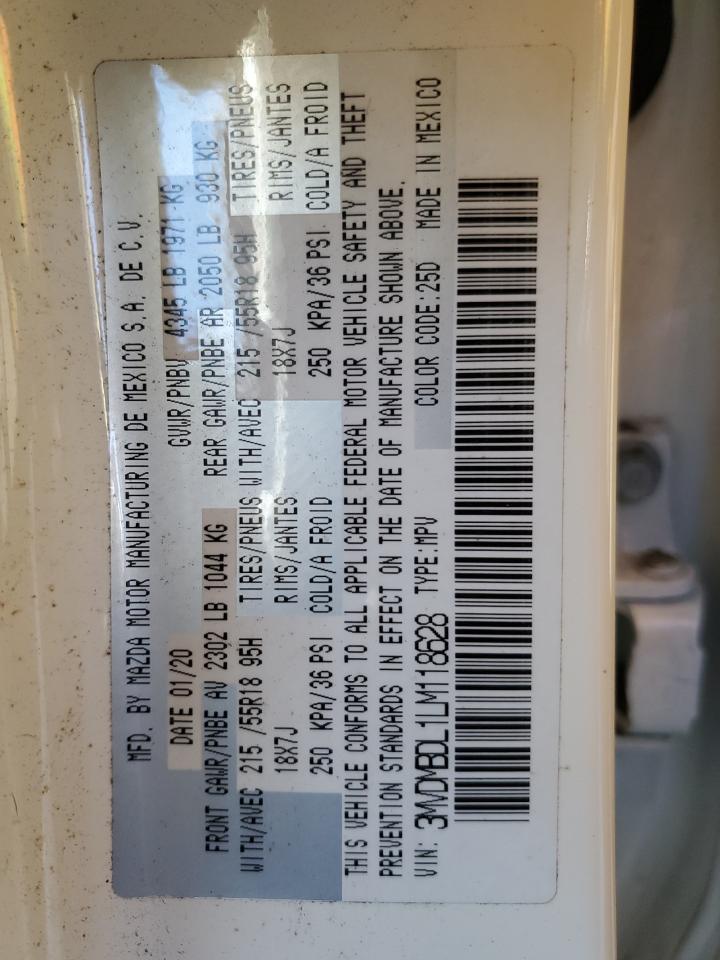 MFD. BY MAZDA MOTOR MANUFACTURING DE MEXICO S.A. DE C.V.
DATE 01/20 GVWR/PNBV 4345 LB 1971 KG
FRONT GAWR/PNBE AV 2302 LB 1044 KG REAR GAWR/PNBE AR 2050 LB 930 KG
WITH/AVEC 215 /55R18 95H TIRES/PNEUS WITH/AVEC 215 /55R18 95H TIRES/PNEUS
18X7J RIMS/JANTES 18X7J RIMS/JANTES
250 KPA/36 PSI COLD/A FROID 250 KPA/36 PSI COLD/A FROID
THIS VEHICLE CONFORMS TO ALL APPLICABLE FEDERAL MOTOR VEHICLE SAFETY AND THEFT
PREVENTION STANDARDS IN EFFECT ON THE DATE OF MANUFACTURE SHOWN ABOVE.
VIN: 3MVDMBDL1LM118628 TYPE:MPV COLOR CODE:25D MADE IN MEXICO